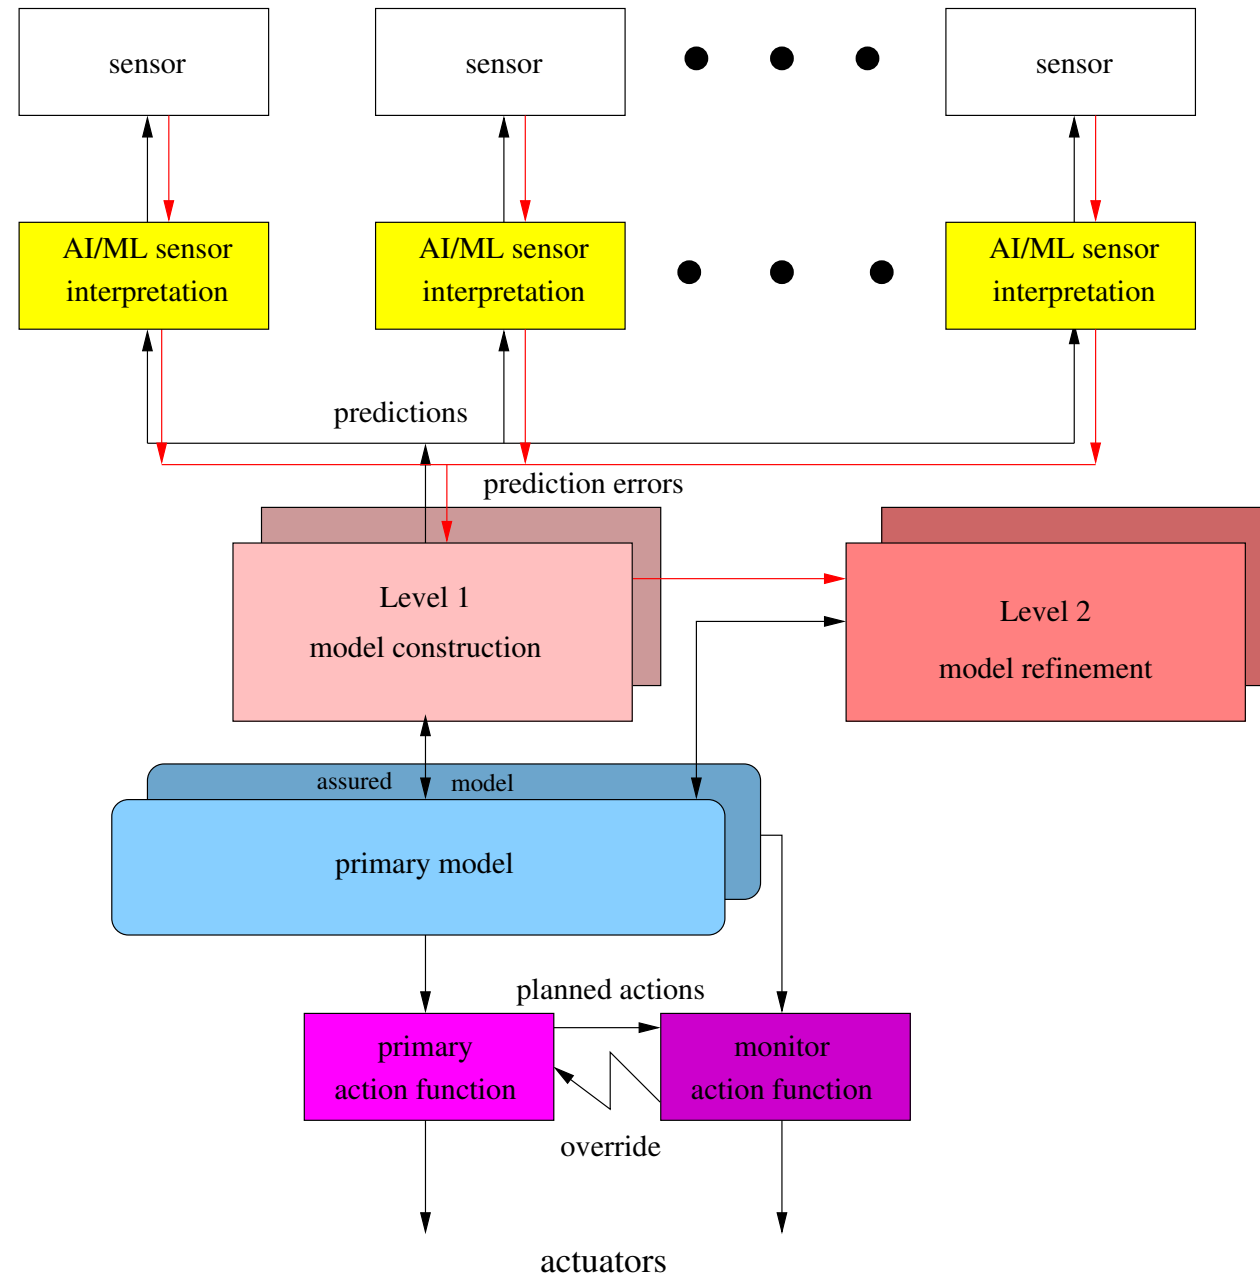 sensor
sensor
sensor
AI/ML sensor
interpretation
AI/ML sensor
interpretation
AI/ML sensor
interpretation
predictions
prediction errors
Level 1
model construction
Level 2
model refinement
assured model
primary model
planned actions
primary
action function
monitor
action function
override
actuators